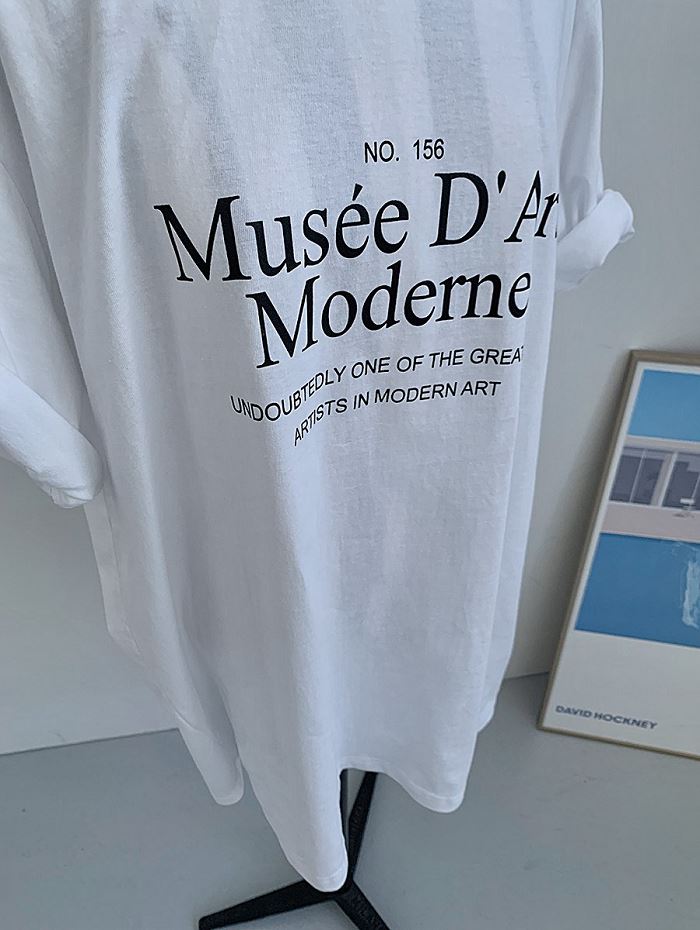 NO. 156
Musée D' Ar
Moderne
UNDOUBTEDLY ONE OF THE GREAT
ARTISTS IN MODERN ART
DAVID HOCKNEY